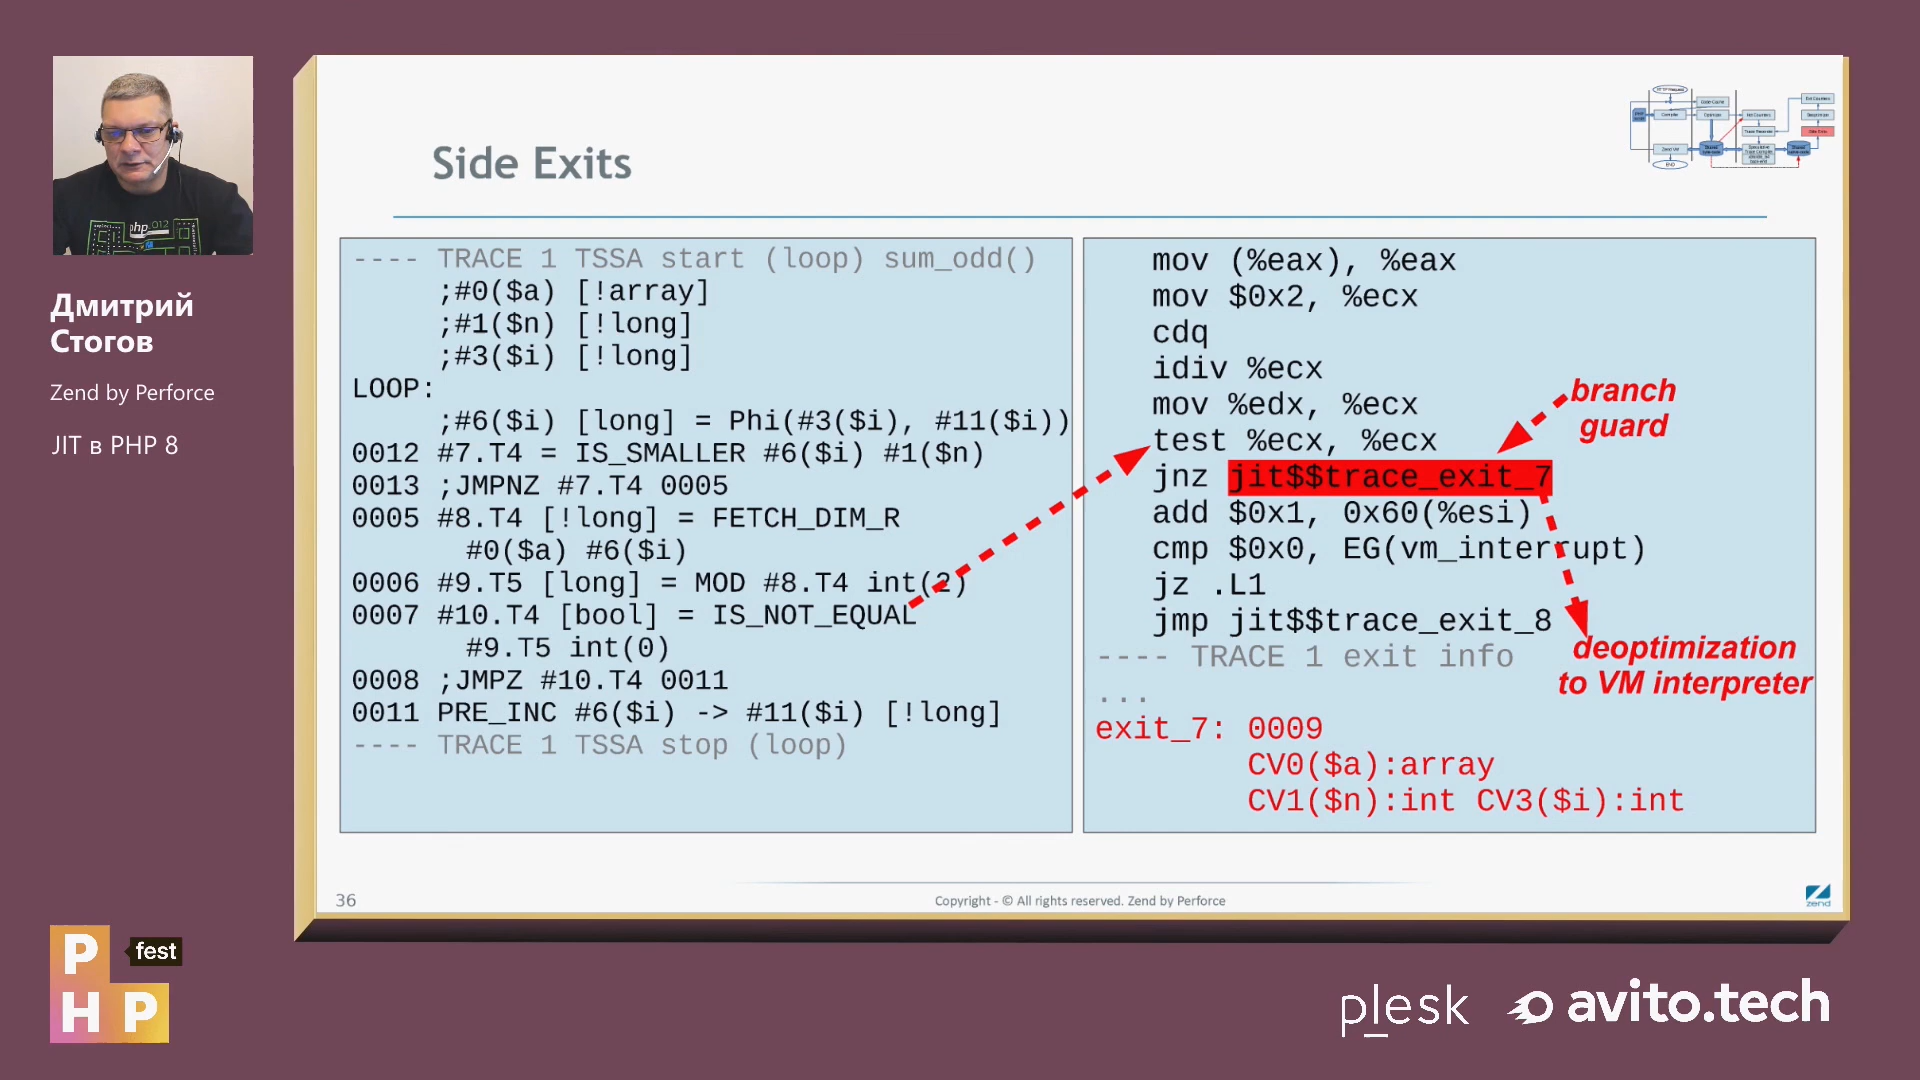 Дмитрий
Стогов
Zend by Perforce
JIT в PHP 8
Side Exits
---- TRACE 1 TSSA start (loop) sum_odd()
;#0($a) [!array]
;#1($n) [!long]
;#3($i) [!long]
LOOP:
;#6($i) [long] = Phi(#3($i), #11($i))
0012 #7.T4 = IS_SMALLER #6($i) #1($n)
0013 ;JMPNZ #7.T4 0005
0005 #8.T4 [!long] = FETCH_DIM_R
#0($a) #6($i)
0006 #9.T5 [long] = MOD #8.T4 int(2)
0007 #10.T4 [bool] = IS_NOT_EQUAL
#9.T5 int(0)
0008 ;JMPZ #10.T4 0011
0011 PRE_INC #6($i) -> #11($i) [!long]
---- TRACE 1 TSSA stop (loop)
mov (%eax), %eax
mov $0x2, %ecx
cdq
idiv %ecx
mov %edx, %ecx
test %ecx, %ecx
jnz jit$$trace_exit_7
add $0x1, 0x60(%esi)
cmp $0x0, EG(vm_interrupt)
jz .L1
jmp jit$$trace_exit_8
---- TRACE 1 exit info
...
exit_7: 0009
CV0($a):array
CV1($n):int CV3($i):int
branch
guard
deoptimization
to VM interpreter
36
Copyright - © All rights reserved. Zend by Perforce
zend
P
HP
fest
plesk
avito.tech